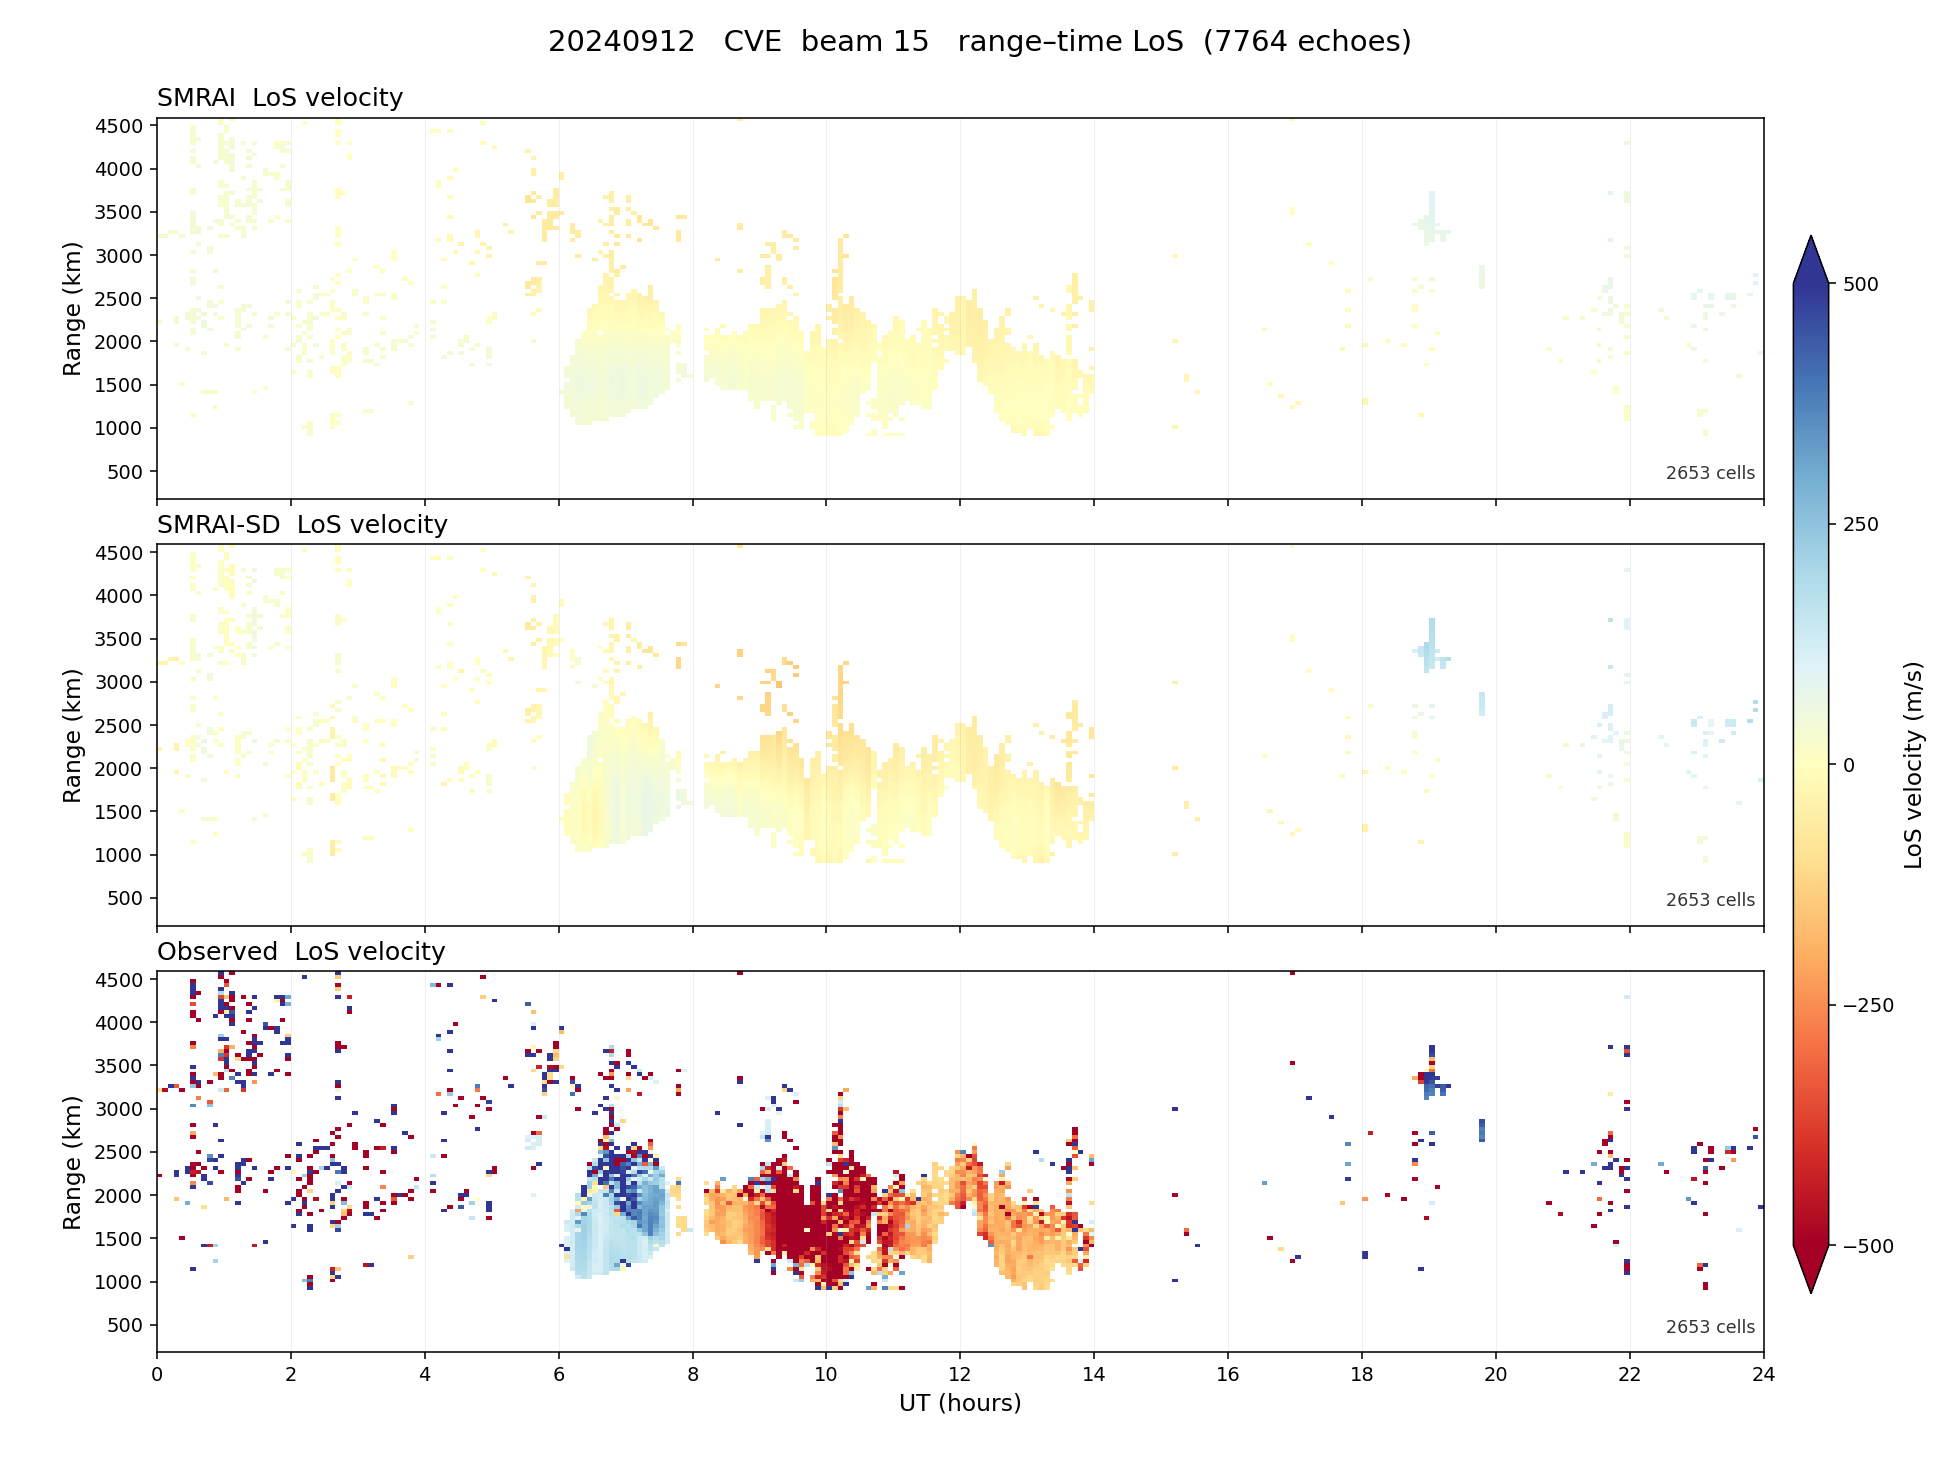 20240912   CVE  beam 15   range–time LoS  (7764 echoes)
SMRAI  LoS velocity
4500
4000
3500
3000
2500
2000
1500
1000
500
Range (km)
2653 cells
SMRAI-SD  LoS velocity
4500
4000
3500
3000
2500
2000
1500
1000
500
Range (km)
2653 cells
Observed  LoS velocity
4500
4000
3500
3000
2500
2000
1500
1000
500
Range (km)
2653 cells
0 2 4 6 8 10 12 14 16 18 20 22 24
UT (hours)
500
250
0
−250
−500
LoS velocity (m/s)